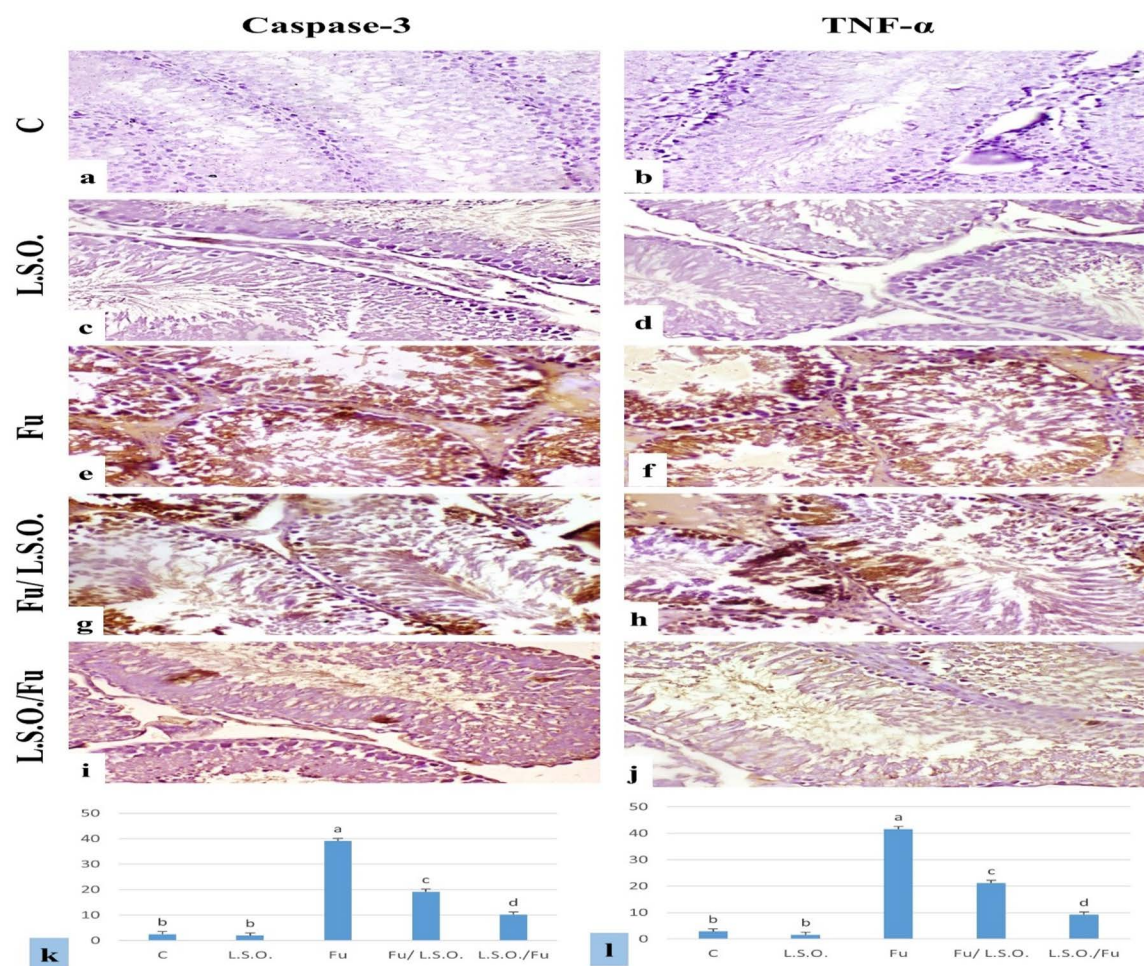 Caspase-3 TNF-α
C
a b
L.S.O.
c d
Fu
e f
Fu/ L.S.O.
g h
L.S.O./Fu
i j
50
40
30
20
10
0
b b a c d
C L.S.O. Fu Fu/ L.S.O. L.S.O./Fu
k
50
40
30
20
10
0
b b a c d
C L.S.O. Fu Fu/ L.S.O. L.S.O./Fu
l